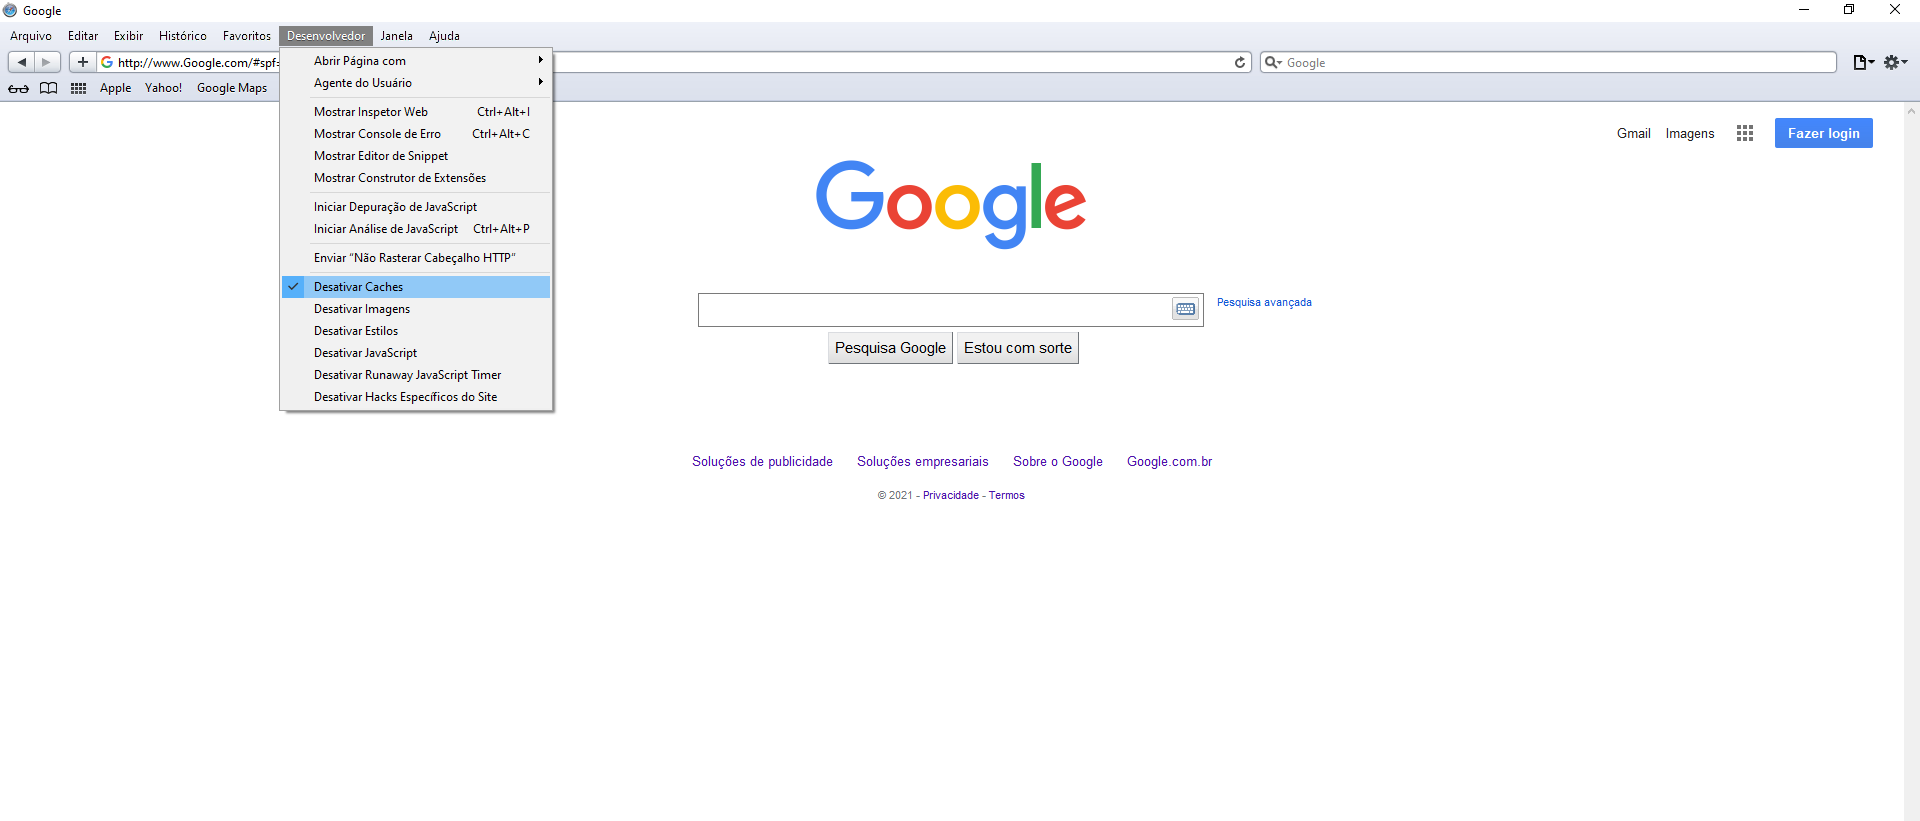 Google
Arquivo Editar Exibir Histórico Favoritos Desenvolvedor Janela Ajuda
http://www.Google.com/#spf=
Google
Apple Yahoo! Google Maps
Abrir Página com
Agente do Usuário
Mostrar Inspetor Web Ctrl+Alt+I
Mostrar Console de Erro Ctrl+Alt+C
Mostrar Editor de Snippet
Mostrar Construtor de Extensões
Iniciar Depuração de JavaScript
Iniciar Análise de JavaScript Ctrl+Alt+P
Enviar “Não Rasterar Cabeçalho HTTP”
Desativar Caches
Desativar Imagens
Desativar Estilos
Desativar JavaScript
Desativar Runaway JavaScript Timer
Desativar Hacks Específicos do Site
Gmail Imagens Fazer login
Google
Pesquisa avançada
Pesquisa Google Estou com sorte
Soluções de publicidade Soluções empresariais Sobre o Google Google.com.br
© 2021 - Privacidade - Termos